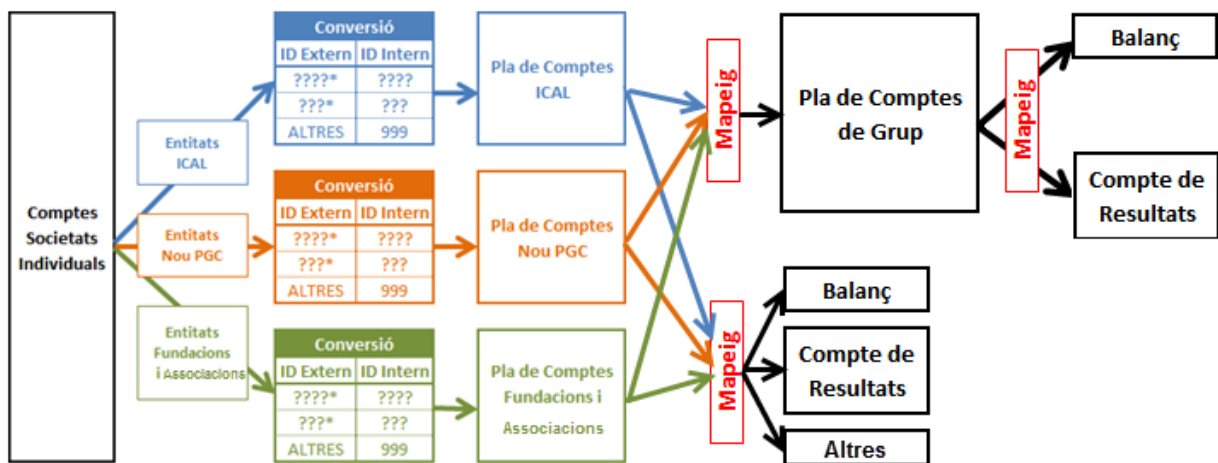 Comptes
Societats
Individuals
Entitats
ICAL
Entitats
Nou PGC
Entitats
Fundacions
i Associacions
Conversió
ID Extern ID Intern
????* ????
???* ???
ALTRES 999
Conversió
ID Extern ID Intern
????* ????
???* ???
ALTRES 999
Conversió
ID Extern ID Intern
????* ????
???* ???
ALTRES 999
Pla de Comptes
ICAL
Pla de Comptes
Nou PGC
Pla de Comptes
Fundacions i
Associacions
Mapeig
Pla de Comptes
de Grup
Mapeig
Balanç
Compte de
Resultats
Mapeig
Balanç
Compte de
Resultats
Altres